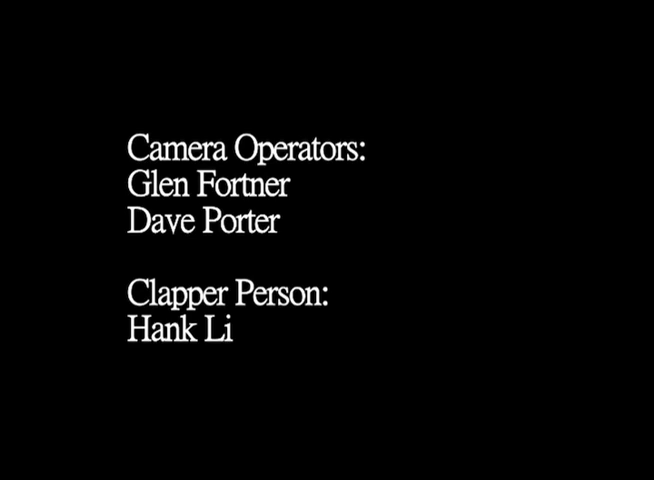 Camera Operators:
Glen Fortner
Dave Porter
Clapper Person:
Hank Li